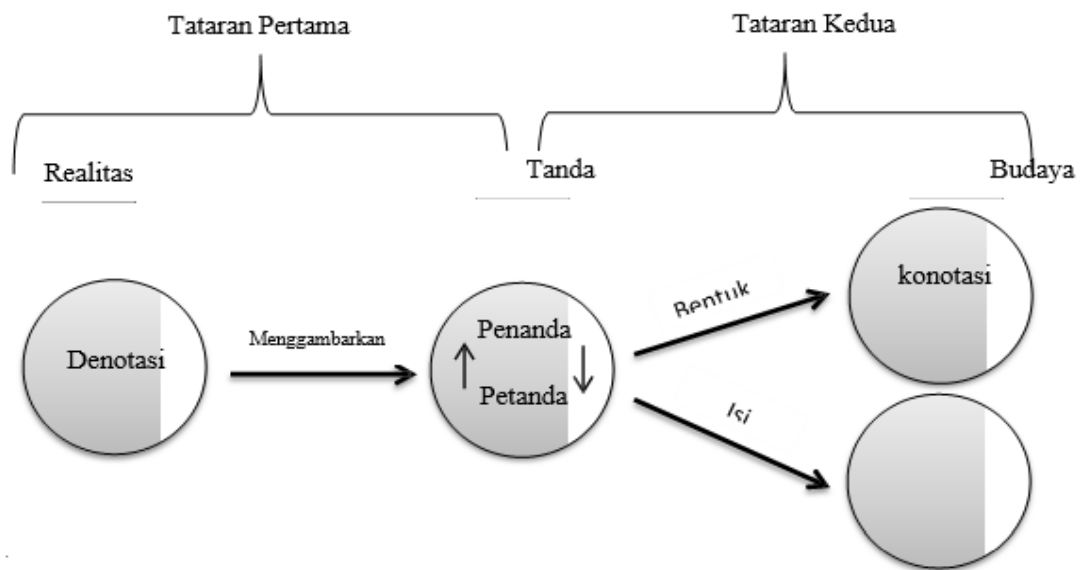 Tataran Pertama
Tataran Kedua
Realitas
Tanda
Budaya
Denotasi
Menggambarkan
Penanda
Petanda
Bentuk
Isi
konotasi